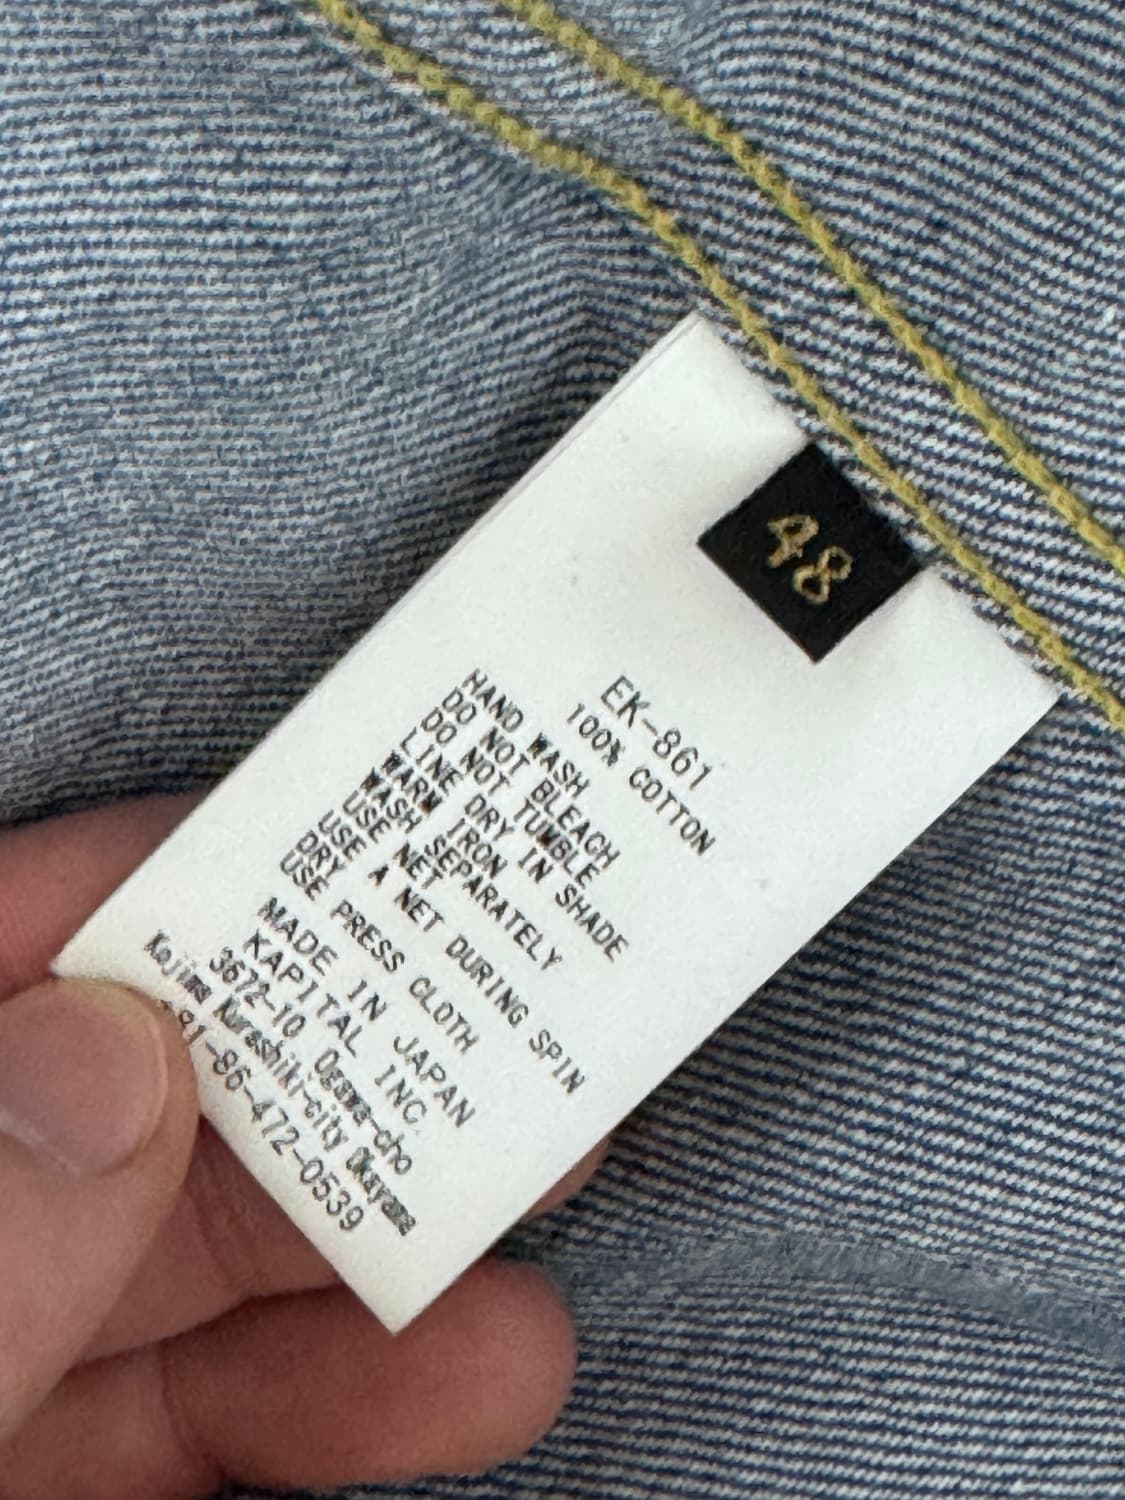 48
EK-861
100% COTTON
HAND WASH
DO NOT BLEACH
DO NOT TUMBLE
LINE DRY IN SHADE
WARM IRON
WASH SEPARATELY
USE NET
USE A NET DURING SPIN
DRY
USE PRESS CLOTH
MADE IN JAPAN
KAPITAL INC.
3672-10 Ogawa-cho
Kojima Kurashiki-city Okayama
81-86-472-0539